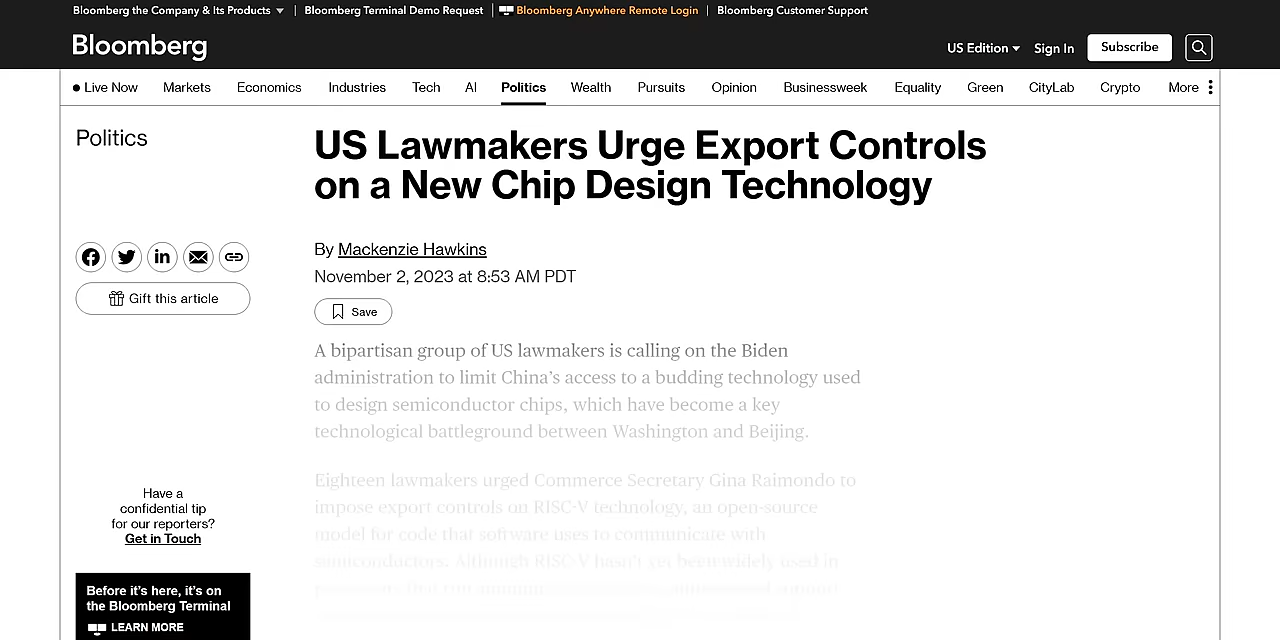 Bloomberg the Company & Its Products
Bloomberg Terminal Demo Request
Bloomberg Anywhere Remote Login
Bloomberg Customer Support
Bloomberg
US Edition
Sign In
Subscribe
Live Now
Markets
Economics
Industries
Tech
AI
Politics
Wealth
Pursuits
Opinion
Businessweek
Equality
Green
CityLab
Crypto
More
Politics
US Lawmakers Urge Export Controls
on a New Chip Design Technology
By Mackenzie Hawkins
November 2, 2023 at 8:53 AM PDT
Gift this article
Save
A bipartisan group of US lawmakers is calling on the Biden
administration to limit China’s access to a budding technology used
to design semiconductor chips, which have become a key
technological battleground between Washington and Beijing.
Eighteen lawmakers urged Commerce Secretary Gina Raimondo to
impose export controls on RISC-V technology, an open-source
model for code that software uses to communicate with
semiconductors. Although RISC-V hasn’t yet been widely used in
Have a
confidential tip
for our reporters?
Get in Touch
Before it’s here, it’s on
the Bloomberg Terminal
LEARN MORE